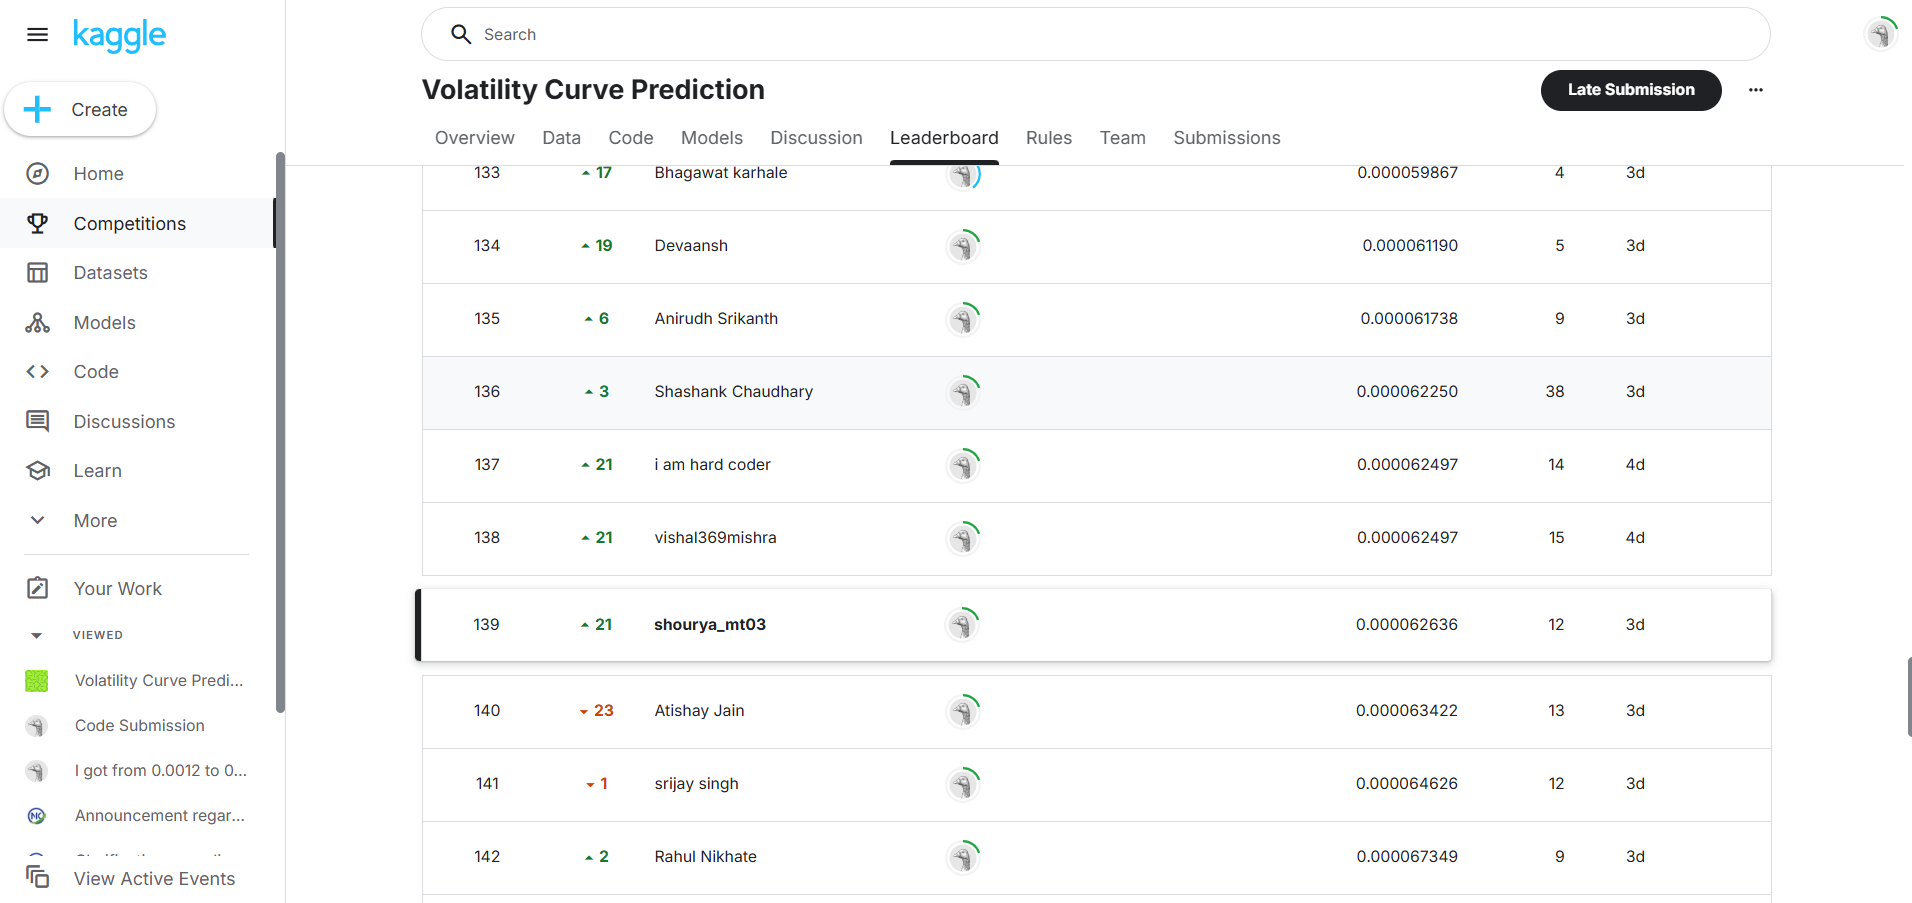 kaggle
Search
Volatility Curve Prediction
Late Submission
Create
Overview Data Code Models Discussion Leaderboard Rules Team Submissions
Home
Competitions
Datasets
Models
Code
Discussions
Learn
More
Your Work
VIEWED
Volatility Curve Predi...
Code Submission
I got from 0.0012 to 0...
Announcement regar...
View Active Events
133 17 Bhagawat karhale 0.000059867 4 3d
134 19 Devaansh 0.000061190 5 3d
135 6 Anirudh Srikanth 0.000061738 9 3d
136 3 Shashank Chaudhary 0.000062250 38 3d
137 21 i am hard coder 0.000062497 14 4d
138 21 vishal369mishra 0.000062497 15 4d
139 21 shourya_mt03 0.000062636 12 3d
140 23 Atishay Jain 0.000063422 13 3d
141 1 srijay singh 0.000064626 12 3d
142 2 Rahul Nikhate 0.000067349 9 3d